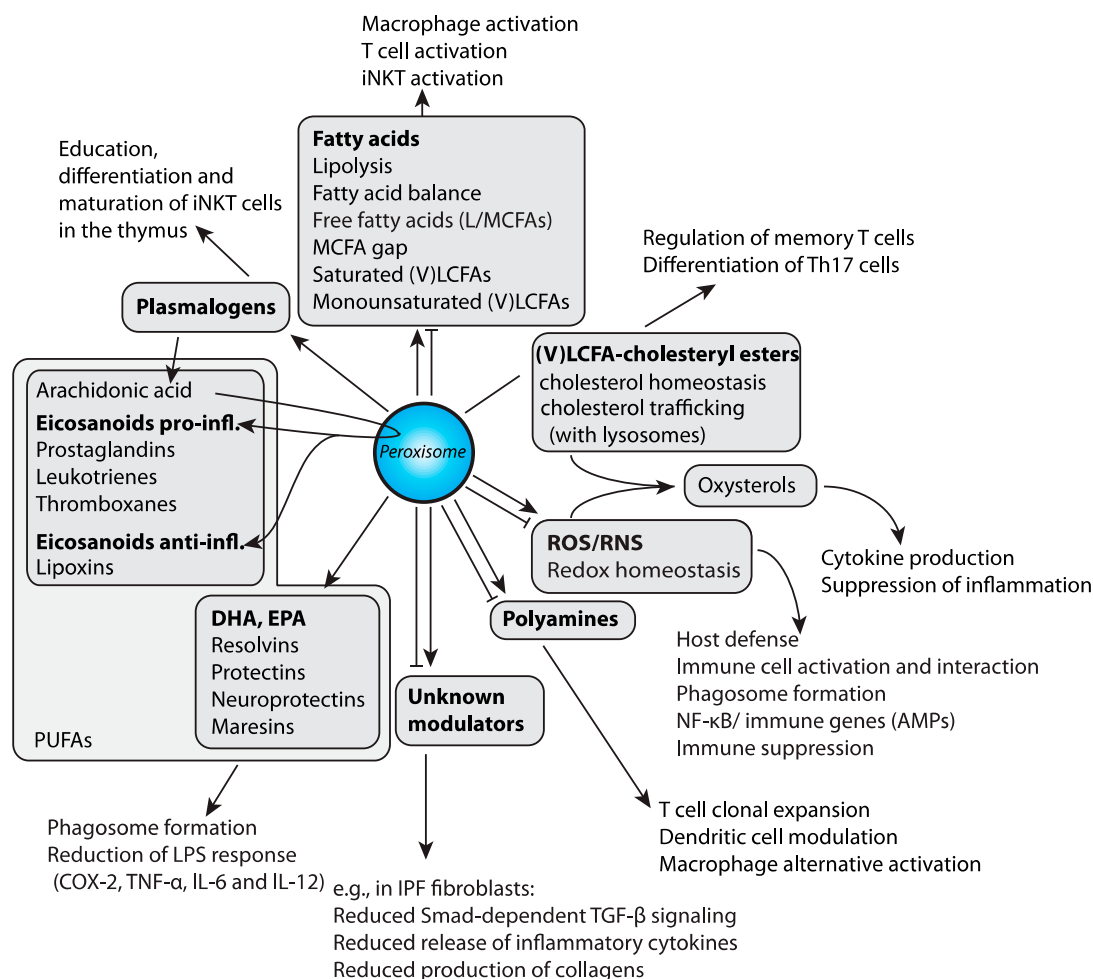 Macrophage activation
T cell activation
iNKT activation
Fatty acids
Lipolysis
Fatty acid balance
Free fatty acids (L/MCFAs)
MCFA gap
Saturated (V)LCFAs
Monounsaturated (V)LCFAs
Education,
differentiation and
maturation of iNKT cells
in the thymus
Plasmalogens
Regulation of memory T cells
Differentiation of Th17 cells
(V)LCFA-cholesteryl esters
cholesterol homeostasis
cholesterol trafficking
(with lysosomes)
Arachidonic acid
Eicosanoids pro-infl.
Prostaglandins
Leukotrienes
Thromboxanes
Eicosanoids anti-infl.
Lipoxins
Peroxisome
Oxysterols
ROS/RNS
Redox homeostasis
Cytokine production
Suppression of inflammation
Polyamines
DHA, EPA
Resolvins
Protectins
Neuroprotectins
Maresins
PUFAs
Unknown
modulators
Host defense
Immune cell activation and interaction
Phagosome formation
NF-κB/ immune genes (AMPs)
Immune suppression
Phagosome formation
Reduction of LPS response
(COX-2, TNF-α, IL-6 and IL-12)
T cell clonal expansion
Dendritic cell modulation
Macrophage alternative activation
e.g., in IPF fibroblasts:
Reduced Smad-dependent TGF-β signaling
Reduced release of inflammatory cytokines
Reduced production of collagens